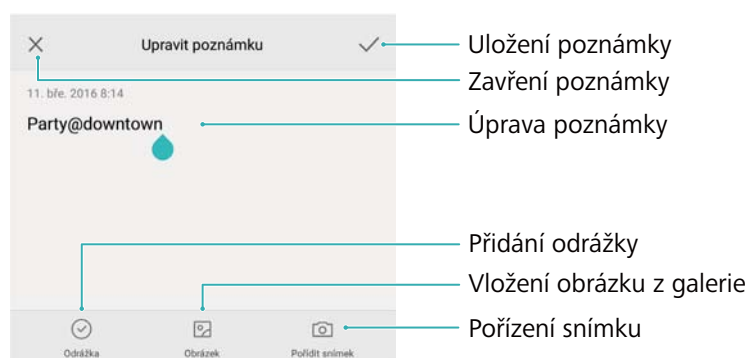 Upravit poznámku
Uložení poznámky
Zavření poznámky
11. bře. 2016 8:14
Party@downtown
Úprava poznámky
Přidání odrážky
Vložení obrázku z galerie
Pořízení snímku
Odrážka
Obrázek
Pořídit snímek